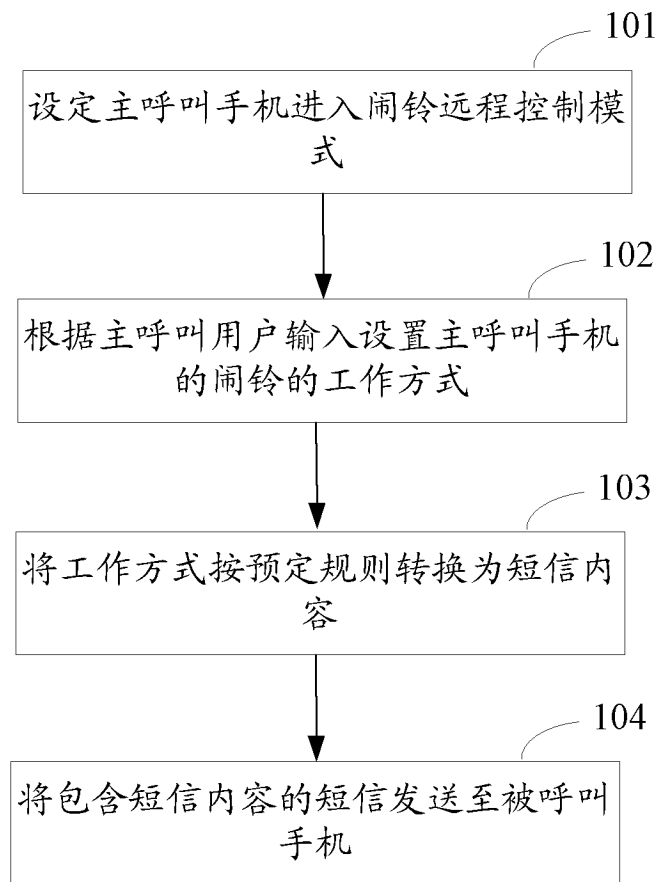 101
设定主呼叫手机进入闹铃远程控制模
式
102
根据主呼叫用户输入设置主呼叫手机
的闹铃的工作方式
103
将工作方式按预定规则转换为短信内
容
104
将包含短信内容的短信发送至被呼叫
手机